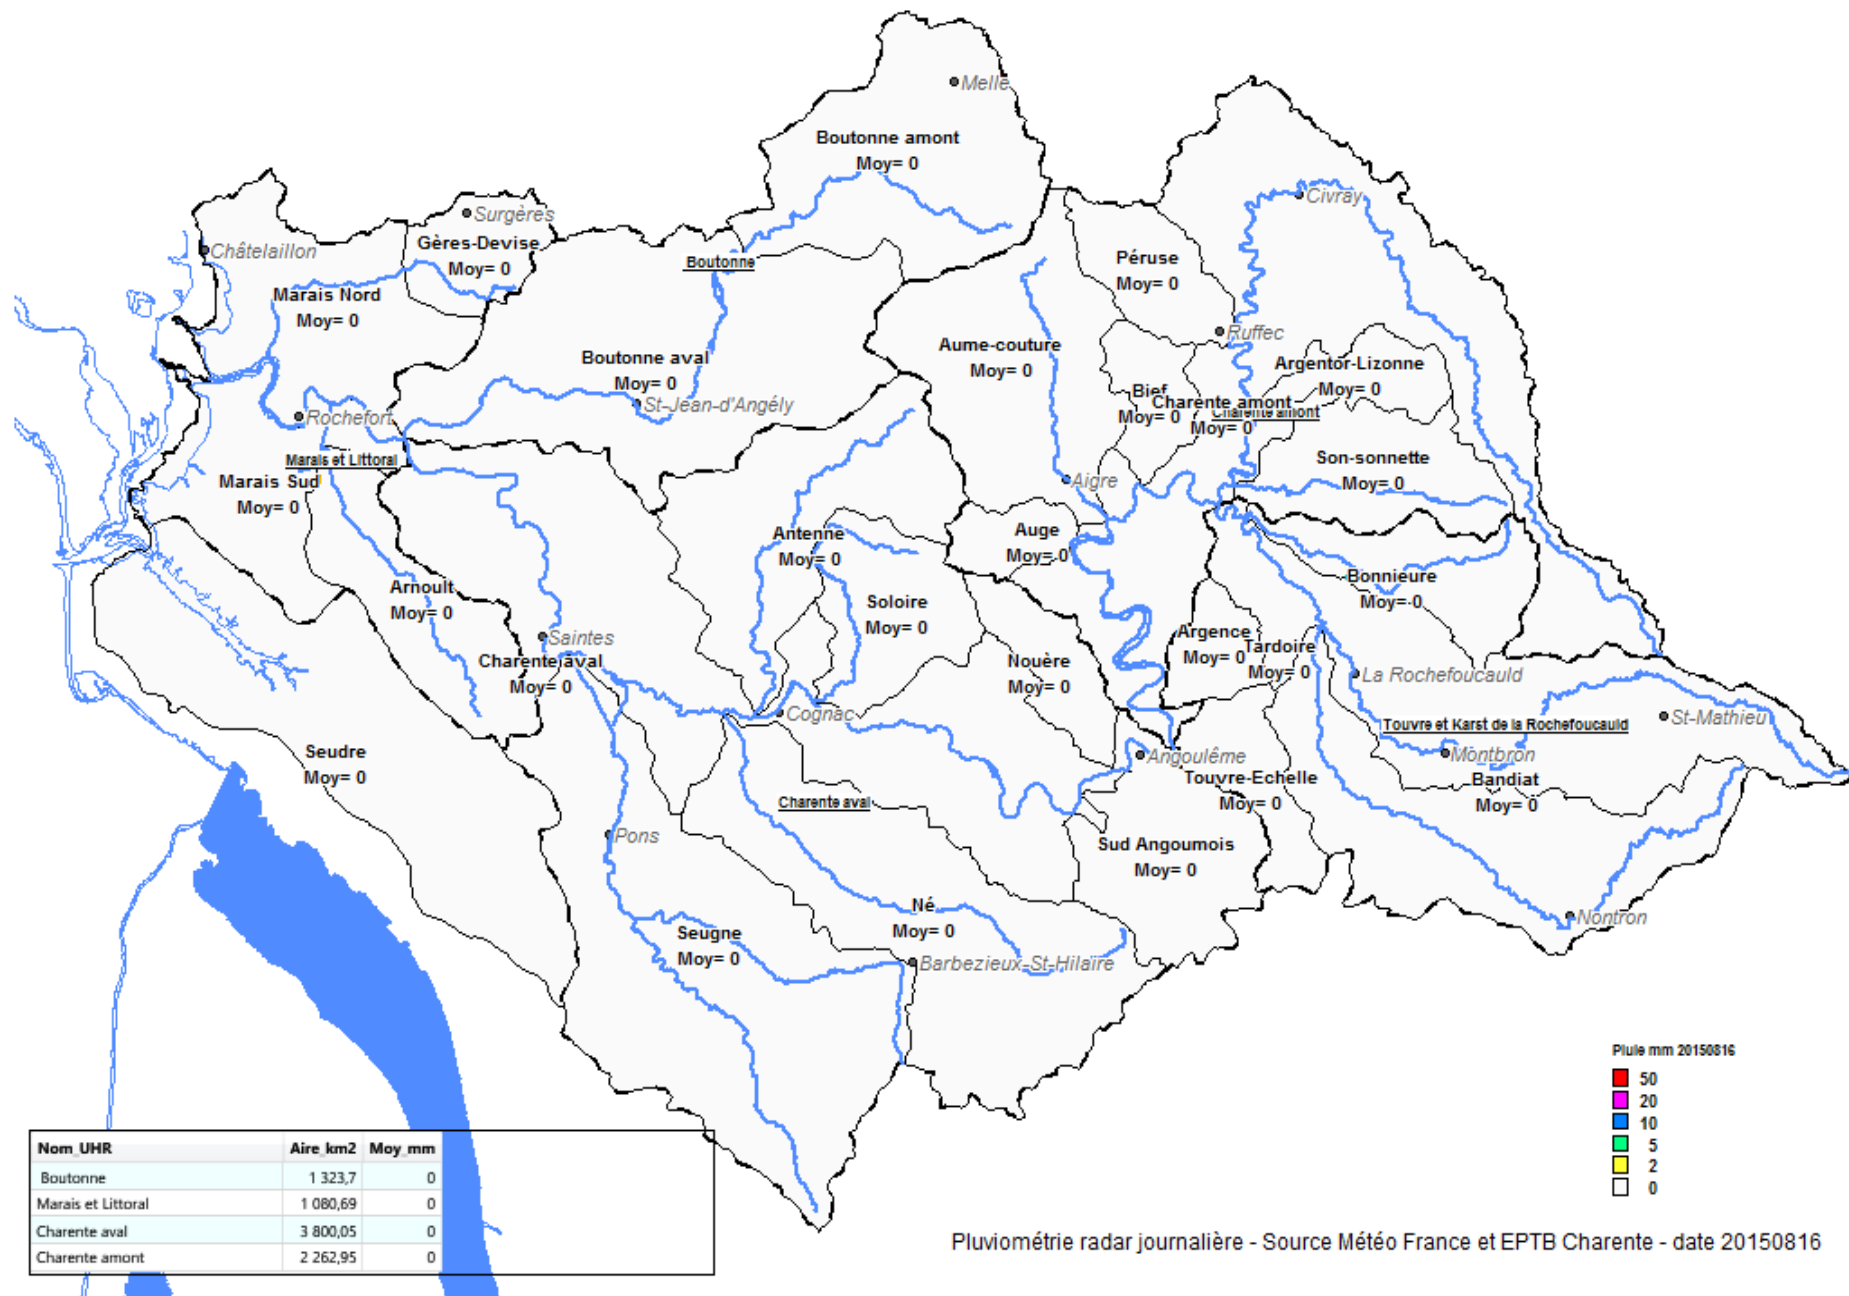 Melle
Boutonne amont
Moy= 0
Civray
Surgères
Châtelaillon
Gères-Devise
Moy= 0
Boutonne
Péruse
Moy= 0
Marais Nord
Moy= 0
Ruffec
Aume-couture
Moy= 0
Boutonne aval
Moy= 0
Argentor-Lizonne
Moy= 0
Bief
Moy= 0
Charente amont
Moy= 0
Charente amont
St-Jean-d'Angély
Rochefort
Marais et Littoral
Marais Sud
Moy= 0
Son-sonnette
Moy= 0
Aigre
Antenne
Moy= 0
Auge
Moy= 0
Bonnieure
Moy= 0
Arnoult
Moy= 0
Soloire
Moy= 0
Saintes
Argence
Moy= 0
Tardoire
Moy= 0
Charente aval
Moy= 0
Nouère
Moy= 0
La Rochefoucauld
Cognac
Touvre et Karst de la Rochefoucauld
St-Mathieu
Seudre
Moy= 0
Angoulême
Montbron
Touvre-Echelle
Moy= 0
Bandiat
Moy= 0
Charente aval
Pons
Sud Angoumois
Moy= 0
Né
Moy= 0
Nontron
Seugne
Moy= 0
Barbezieux-St-Hilaire
Pluie mm 20150816
50
20
10
5
2
0
Nom_UHR Aire_km2 Moy_mm
Boutonne 1 323,7 0
Marais et Littoral 1 080,69 0
Charente aval 3 800,05 0
Charente amont 2 262,95 0
Pluviométrie radar journalière - Source Météo France et EPTB Charente - date 20150816